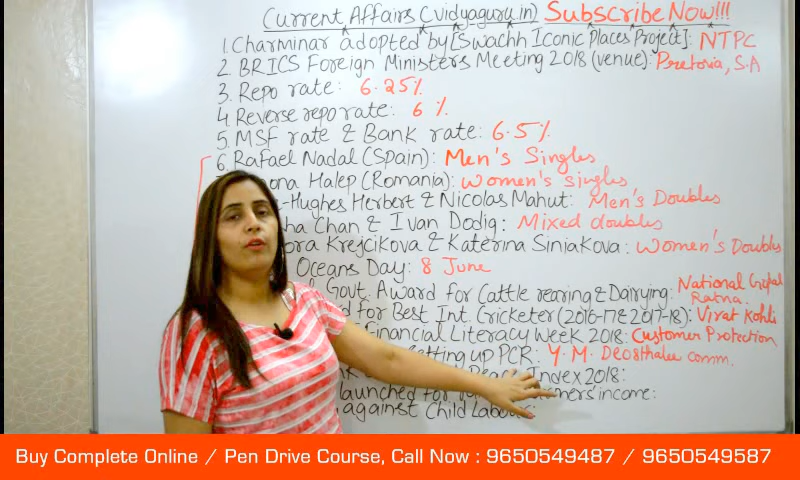 Current Affairs (vidyaguru.in) Subscribe Now!!!
1. Charminar adopted by [Swachh Iconic Places Project]: NTPC
2. BRICS Foreign Ministers Meeting 2018 (venue): Pretoria, S.A
3. Repo rate: 6.25%
4. Reverse repo rate: 6%
5. MSF rate & Bank rate: 6.5%
6. Rafael Nadal (Spain): Men's Singles
ona Halep (Romania): Women's singles
-Hughes Herbert & Nicolas Mahut: Men's Doubles
Chan & Ivan Dodig: Mixed doubles
ora Krejcikova & Katerina Siniakova: Women's Doubles
Oceans Day: 8 June
Govt. Award for Cattle rearing & Dairying: National Gopal Ratna.
d for Best Int. Cricketer (2016-17 & 2017-18): Virat Kohli
Financial Literacy Week 2018: Customer Protection
etting up PCR: Y.M. Deosthalee comm.
Index 2018:
launched for income:
against Child Labour:
Buy Complete Online / Pen Drive Course, Call Now : 9650549487 / 9650549587